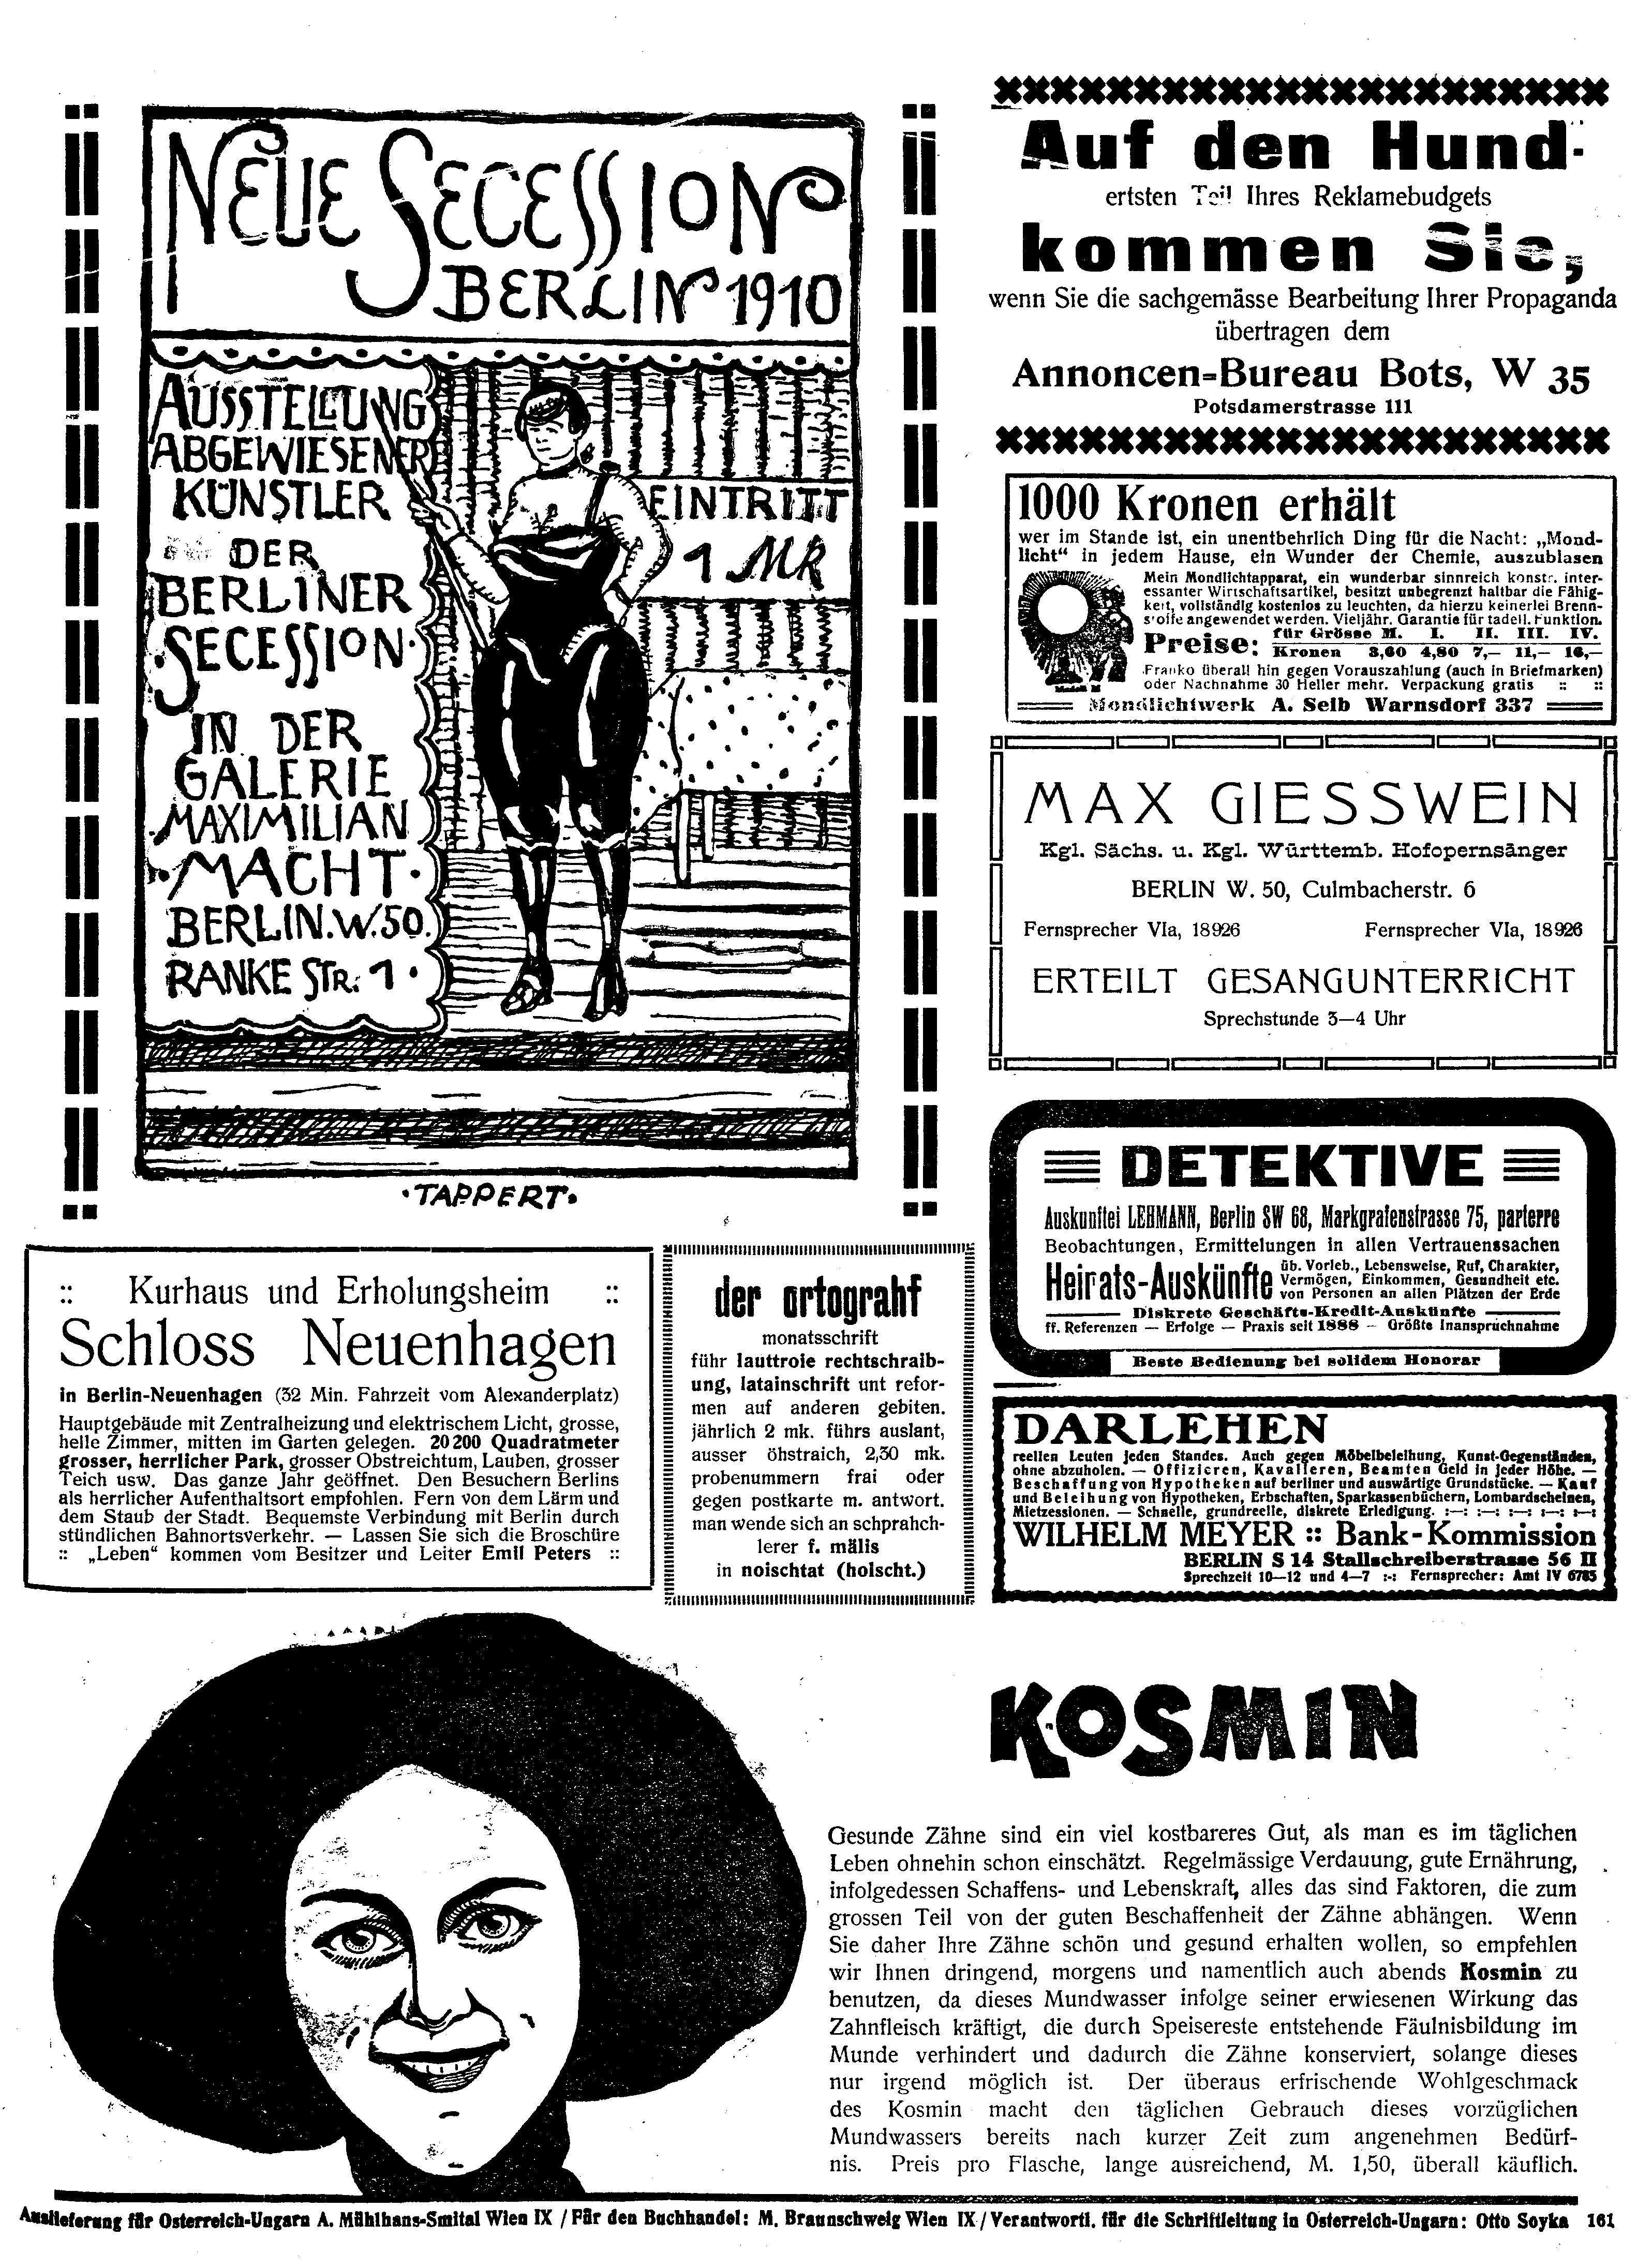 NEUE SECESSION
BERLIN 1910
AUSSTELLUNG
ABGEWIESENER
KÜNSTLER
DER
BERLINER
SECESSION
IN DER
GALERIE
MAXIMILIAN
MACHT
BERLIN.W.50.
RANKE STR. 1
EINTRITT
1 MK
TAPPERT
Auf den Hund-
ertsten Teil Ihres Reklamebudgets
kommen Sie,
wenn Sie die sachgemässe Bearbeitung Ihrer Propaganda
übertragen dem
Annoncen-Bureau Bots, W 35
Potsdamerstrasse 111
1000 Kronen erhält
wer im Stande ist, ein unentbehrlich Ding für die Nacht: „Mond-
licht“ in jedem Hause, ein Wunder der Chemie, auszublasen
Mein Mondlichtapparat, ein wunderbar sinnreich konstr. inter-
essanter Wirtschaftsartikel, besitzt unbegrenzt haltbar die Fähig-
keit, vollständig kostenlos zu leuchten, da hierzu keinerlei Brenn-
stoffe angewendet werden. Vieljähr. Garantie für tadell. Funktion.
Preise: für Grösse M. I. II. III. IV.
Kronen 3,60 4,80 7,— 11,— 16,—
Franko überall hin gegen Vorauszahlung (auch in Briefmarken)
oder Nachnahme 30 Heller mehr. Verpackung gratis :: ::
Mondlichtwerk A. Selb Warnsdorf 337
MAX GIESSWEIN
Kgl. Sächs. u. Kgl. Württemb. Hofopernsänger
BERLIN W. 50, Culmbacherstr. 6
Fernsprecher VIa, 18926 Fernsprecher VIa, 18926
ERTEILT GESANGUNTERRICHT
Sprechstunde 3—4 Uhr
DETEKTIVE
Auskunftei LEHMANN, Berlin SW 68, Markgrafenstrasse 75, parterre
Beobachtungen, Ermittelungen in allen Vertrauenssachen
Heirats-Auskünfte üb. Vorleb., Lebensweise, Ruf, Charakter,
Vermögen, Einkommen, Gesundheit etc.
von Personen an allen Plätzen der Erde
Diskrete Geschäfts-Kredit-Auskünfte
ff. Referenzen — Erfolge — Praxis seit 1888 — Größte Inanspruchnahme
Beste Bedienung bei solidem Honorar
:: Kurhaus und Erholungsheim ::
Schloss Neuenhagen
in Berlin-Neuenhagen (32 Min. Fahrzeit vom Alexanderplatz)
Hauptgebäude mit Zentralheizung und elektrischem Licht, grosse,
helle Zimmer, mitten im Garten gelegen. 20200 Quadratmeter
grosser, herrlicher Park, grosser Obstreichtum, Lauben, grosser
Teich usw. Das ganze Jahr geöffnet. Den Besuchern Berlins
als herrlicher Aufenthaltsort empfohlen. Fern von dem Lärm und
dem Staub der Stadt. Bequemste Verbindung mit Berlin durch
stündlichen Bahnortsverkehr. — Lassen Sie sich die Broschüre
:: „Leben“ kommen vom Besitzer und Leiter Emil Peters ::
der ortograhf
monatsschrift
führ lauttroie rechtschraib-
ung, latainschrift unt refor-
men auf anderen gebiten.
jährlich 2 mk. führs auslant,
ausser öhstraich, 2,30 mk.
probenummern frai oder
gegen postkarte m. antwort.
man wende sich an schprahch-
lerer f. mälis
in noischtat (holscht.)
DARLEHEN
reellen Leuten jeden Standes. Auch gegen Möbelbeleihung, Kunst-Gegenständen,
ohne abzuholen. — Offizieren, Kavalieren, Beamten Geld in jeder Höhe. —
Beschaffung von Hypotheken auf berliner und auswärtige Grundstücke. — Kauf
und Beleihung von Hypotheken, Erbschaften, Sparkassenbüchern, Lombardscheinen,
Mietzessionen. — Schnelle, grundreelle, diskrete Erledigung. :—: :—: :—: :—: :—:
WILHELM MEYER :: Bank-Kommission
BERLIN S 14 Stallschreiberstrasse 56 II
Sprechzeit 10—12 und 4—7 :-: Fernsprecher: Amt IV 6785
KOSMIN
Gesunde Zähne sind ein viel kostbareres Gut, als man es im täglichen
Leben ohnehin schon einschätzt. Regelmässige Verdauung, gute Ernährung,
infolgedessen Schaffens- und Lebenskraft, alles das sind Faktoren, die zum
grossen Teil von der guten Beschaffenheit der Zähne abhängen. Wenn
Sie daher Ihre Zähne schön und gesund erhalten wollen, so empfehlen
wir Ihnen dringend, morgens und namentlich auch abends Kosmin zu
benutzen, da dieses Mundwasser infolge seiner erwiesenen Wirkung das
Zahnfleisch kräftigt, die durch Speisereste entstehende Fäulnisbildung im
Munde verhindert und dadurch die Zähne konserviert, solange dieses
nur irgend möglich ist. Der überaus erfrischende Wohlgeschmack
des Kosmin macht den täglichen Gebrauch dieses vorzüglichen
Mundwassers bereits nach kurzer Zeit zum angenehmen Bedürf-
nis. Preis pro Flasche, lange ausreichend, M. 1,50, überall käuflich.
Auslieferung für Osterreich-Ungarn A. Mühlhans-Smital Wien IX / Für den Buchhandel: M. Braunschweig Wien IX / Verantwortl. für die Schriftleitung in Osterreich-Ungarn: Otto Soyka 161